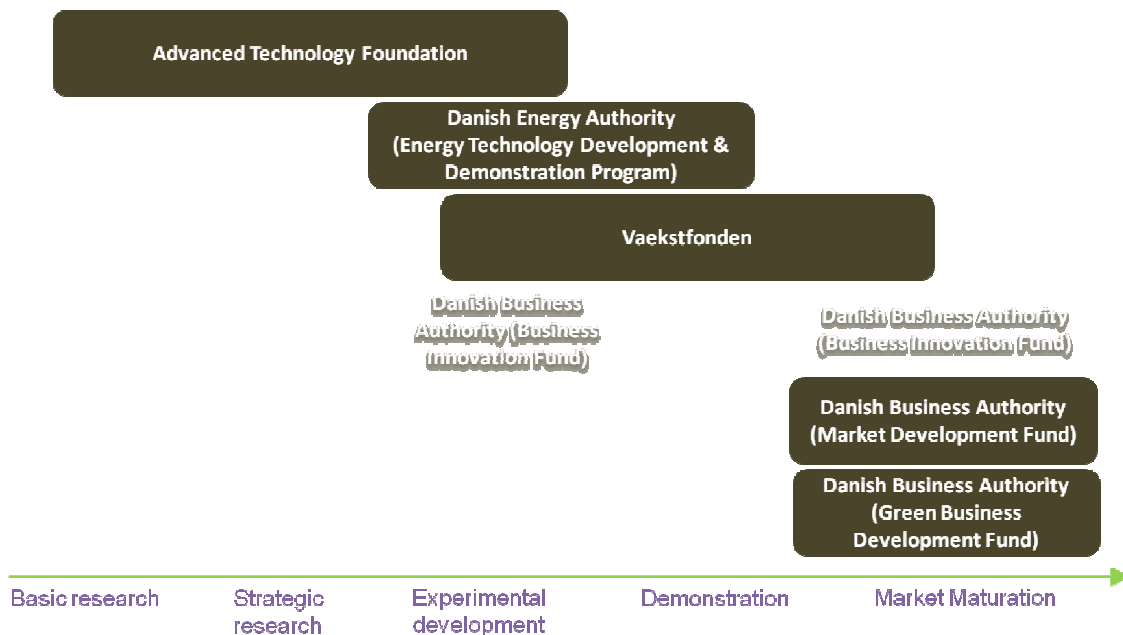 Advanced Technology Foundation
Danish Energy Authority
(Energy Technology Development &
Demonstration Program)
Vaekstfonden
Danish Business
Authority (Business
Innovation Fund)
Danish Business Authority
(Business Innovation Fund)
Danish Business Authority
(Market Development Fund)
Danish Business Authority
(Green Business
Development Fund)
Basic research
Strategic
research
Experimental
development
Demonstration
Market Maturation